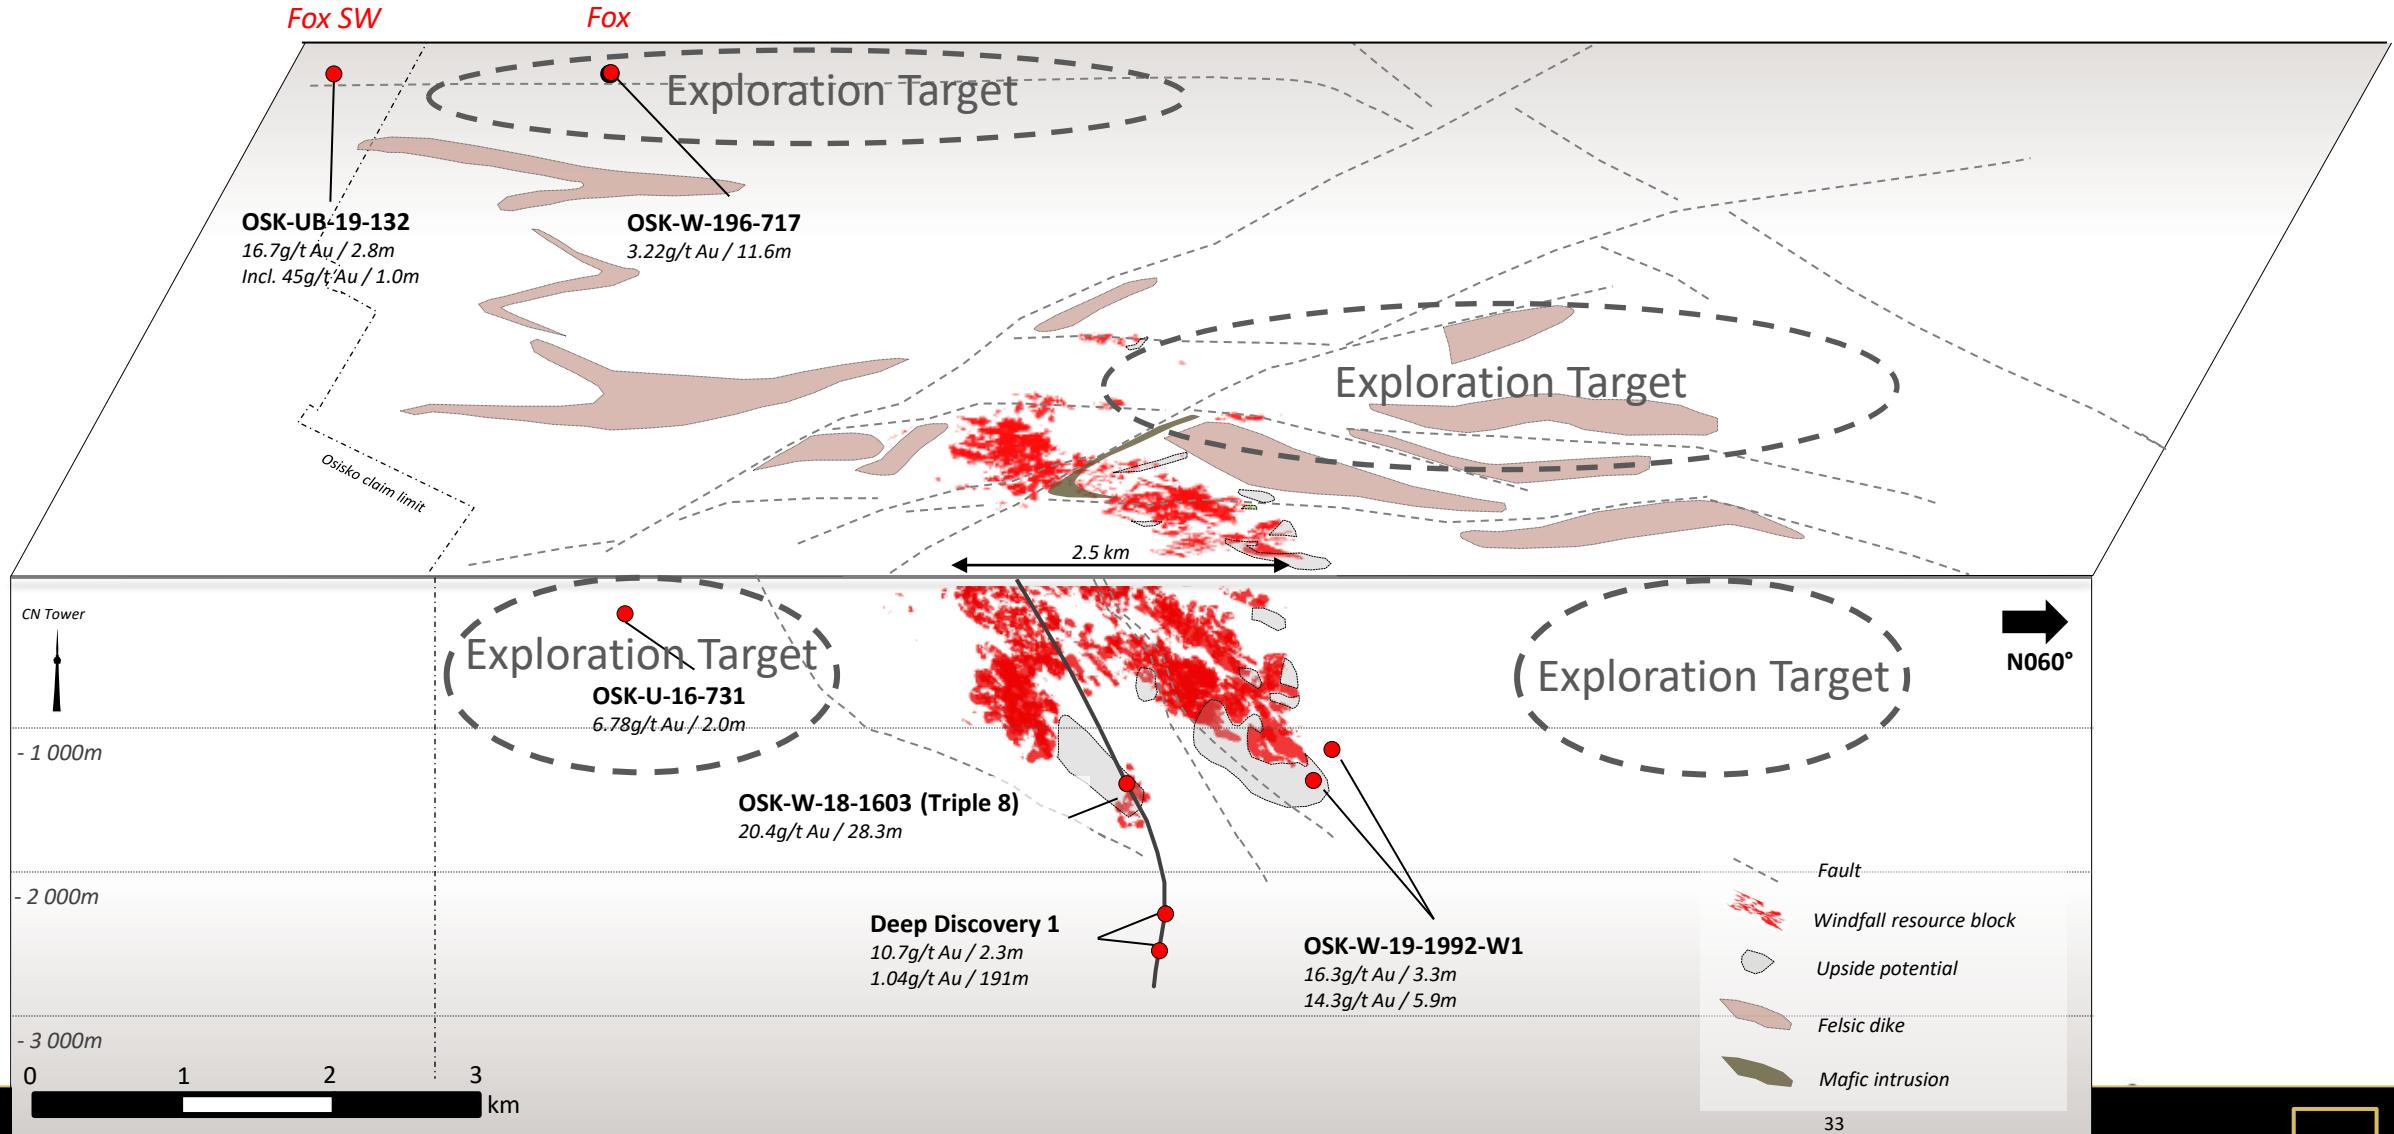 Fox SW
Fox
Exploration Target
OSK-UB-19-132
16.7g/t Au / 2.8m
Incl. 45g/t Au / 1.0m
OSK-W-196-717
3.22g/t Au / 11.6m
Exploration Target
Osisko claim limit
2.5 km
CN Tower
Exploration Target
OSK-U-16-731
6.78g/t Au / 2.0m
Exploration Target
N060°
- 1 000m
OSK-W-18-1603 (Triple 8)
20.4g/t Au / 28.3m
- 2 000m
Deep Discovery 1
10.7g/t Au / 2.3m
1.04g/t Au / 191m
OSK-W-19-1992-W1
16.3g/t Au / 3.3m
14.3g/t Au / 5.9m
Fault
Windfall resource block
Upside potential
Felsic dike
Mafic intrusion
- 3 000m
0 1 2 3
km
33